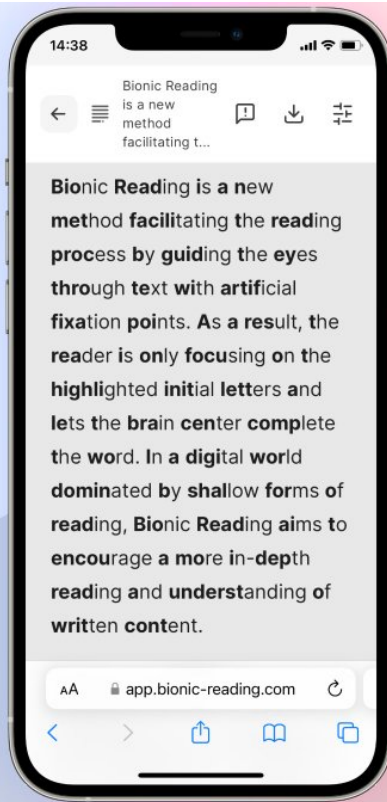 14:38
Bionic Reading
is a new
method
facilitating t...
Bionic Reading is a new
method facilitating the reading
process by guiding the eyes
through text with artificial
fixation points. As a result, the
reader is only focusing on the
highlighted initial letters and
lets the brain center complete
the word. In a digital world
dominated by shallow forms of
reading, Bionic Reading aims to
encourage a more in-depth
reading and understanding of
written content.
AA app.bionic-reading.com